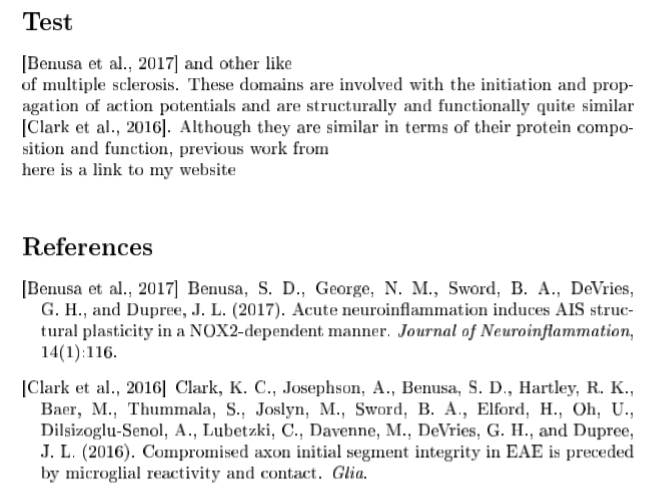 Test
[Benusa et al., 2017] and other like
of multiple sclerosis. These domains are involved with the initiation and prop-
agation of action potentials and are structurally and functionally quite similar
[Clark et al., 2016]. Although they are similar in terms of their protein compo-
sition and function, previous work from
here is a link to my website
References
[Benusa et al., 2017] Benusa, S. D., George, N. M., Sword, B. A., DeVries,
G. H., and Dupree, J. L. (2017). Acute neuroinflammation induces AIS struc-
tural plasticity in a NOX2-dependent manner. Journal of Neuroinflammation,
14(1):116.
[Clark et al., 2016] Clark, K. C., Josephson, A., Benusa, S. D., Hartley, R. K.,
Baer, M., Thummala, S., Joslyn, M., Sword, B. A., Elford, H., Oh, U.,
Dilsizoglu-Senol, A., Lubetzki, C., Davenne, M., DeVries, G. H., and Dupree,
J. L. (2016). Compromised axon initial segment integrity in EAE is preceded
by microglial reactivity and contact. Glia.